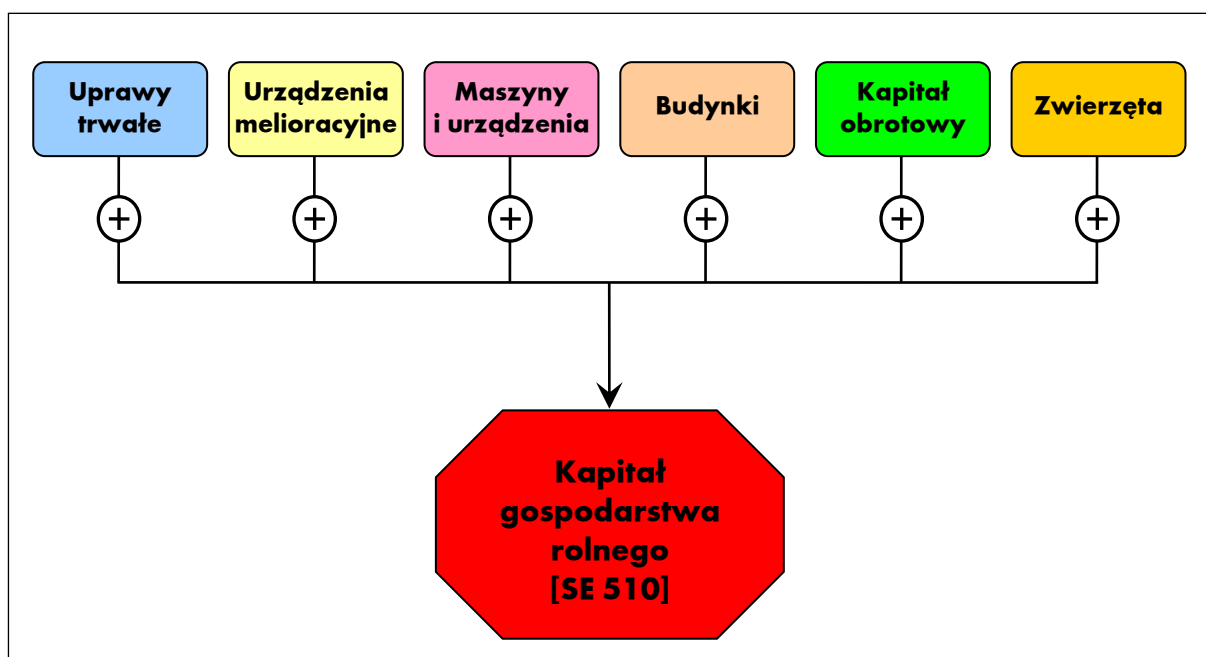 Uprawy
trwałe
Urządzenia
melioracyjne
Maszyny
i urządzenia
Budynki
Kapitał
obrotowy
Zwierzęta
+ + + + + +
Kapitał
gospodarstwa
rolnego
[SE 510]